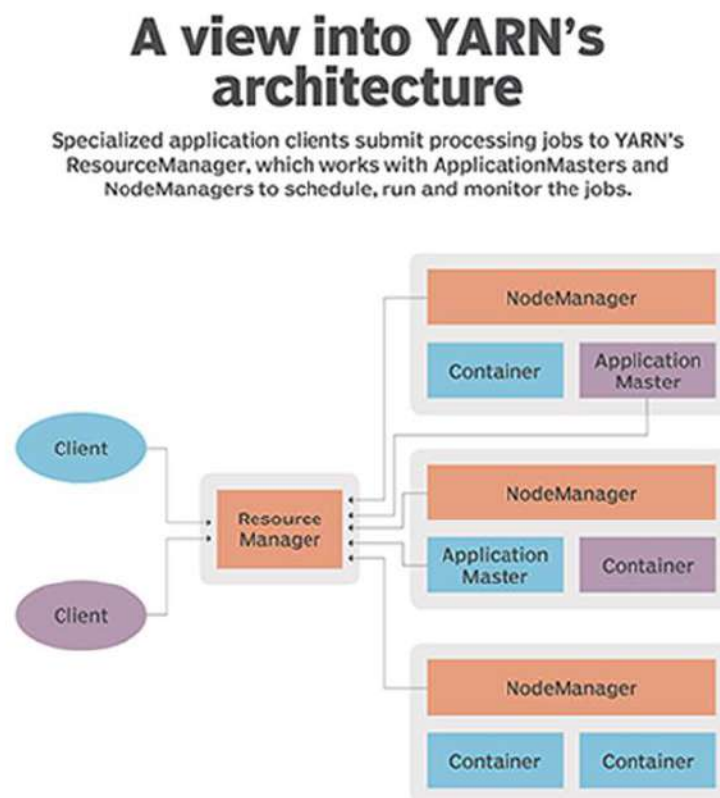 A view into YARN's
architecture
Specialized application clients submit processing jobs to YARN's
ResourceManager, which works with ApplicationMasters and
NodeManagers to schedule, run and monitor the jobs.
NodeManager
Container
Application
Master
Client
Resource
Manager
NodeManager
Application
Master
Container
Client
NodeManager
Container
Container